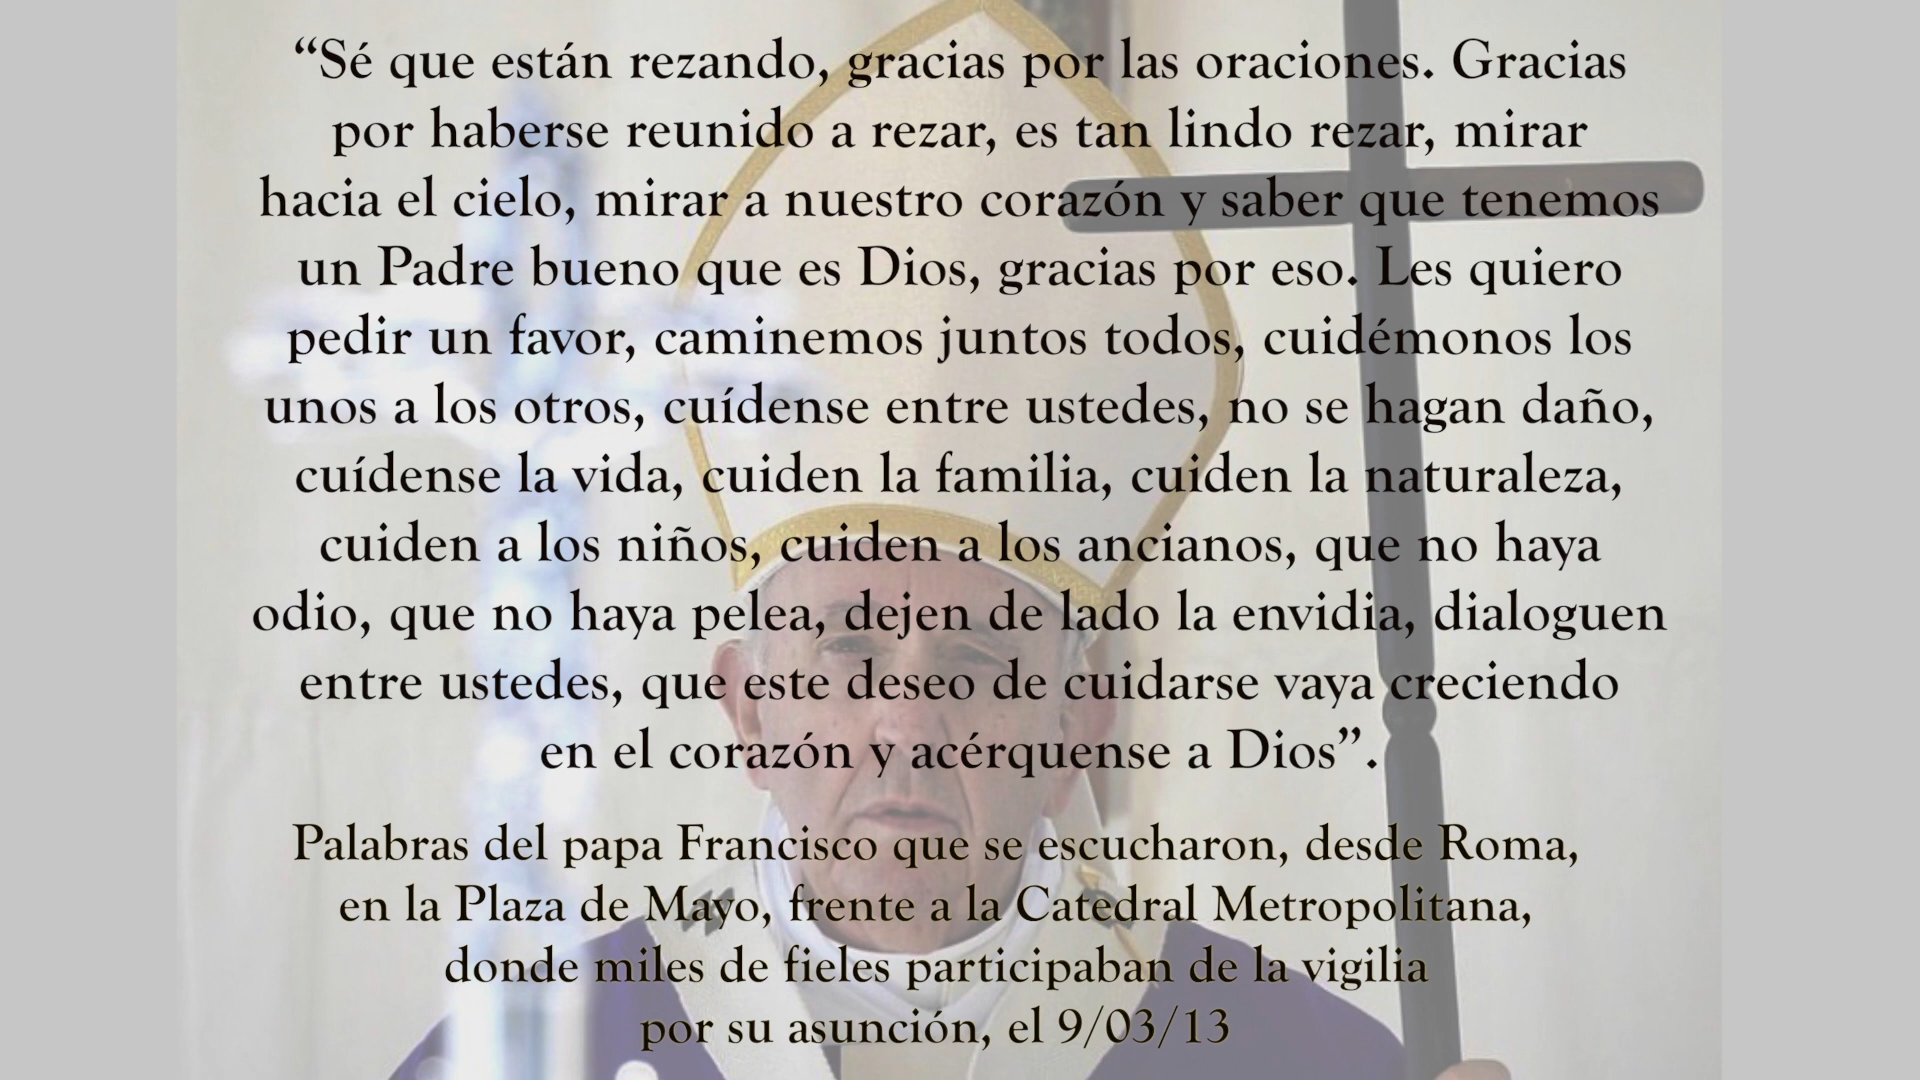 “Sé que están rezando, gracias por las oraciones. Gracias
por haberse reunido a rezar, es tan lindo rezar, mirar
hacia el cielo, mirar a nuestro corazón y saber que tenemos
un Padre bueno que es Dios, gracias por eso. Les quiero
pedir un favor, caminemos juntos todos, cuidémonos los
unos a los otros, cuídense entre ustedes, no se hagan daño,
cuídense la vida, cuiden la familia, cuiden la naturaleza,
cuiden a los niños, cuiden a los ancianos, que no haya
odio, que no haya pelea, dejen de lado la envidia, dialoguen
entre ustedes, que este deseo de cuidarse vaya creciendo
en el corazón y acérquense a Dios”.
Palabras del papa Francisco que se escucharon, desde Roma,
en la Plaza de Mayo, frente a la Catedral Metropolitana,
donde miles de fieles participaban de la vigilia
por su asunción, el 9/03/13